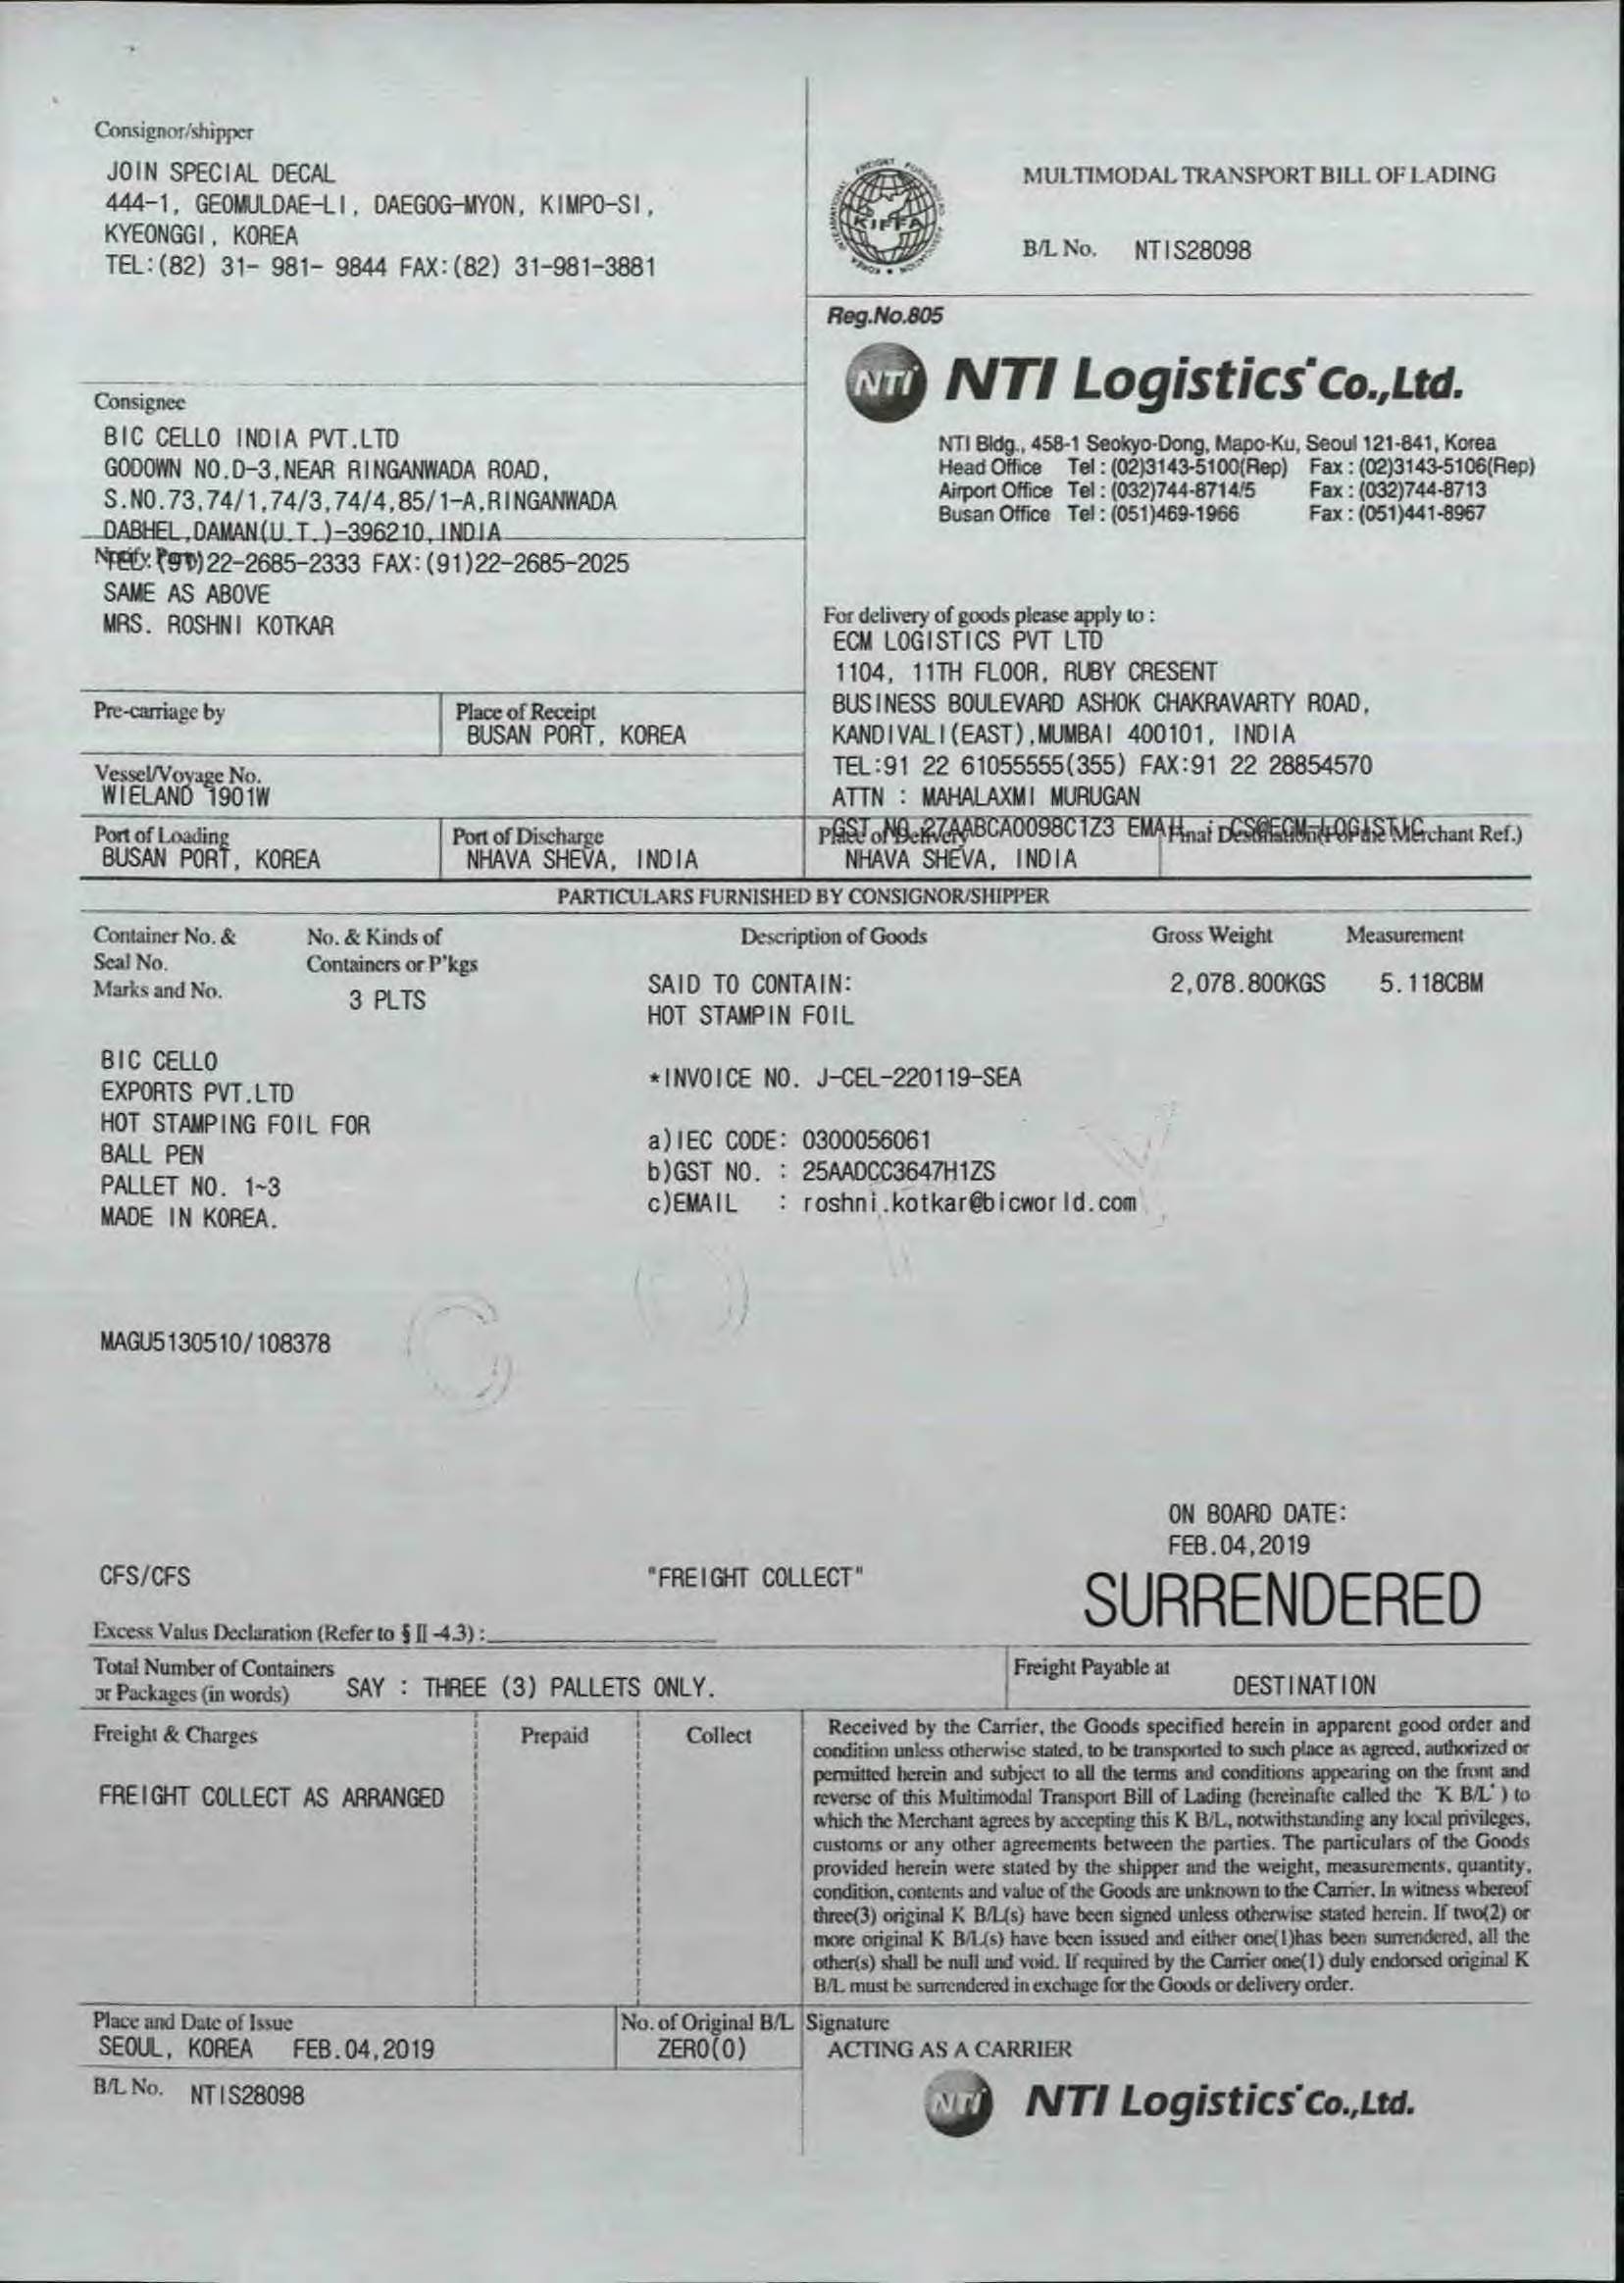 Consignor/shipper
JOIN SPECIAL DECAL
444-1, GEOMULDAE-LI, DAEGOG-MYON, KIMPO-SI,
KYEONGGI, KOREA
TEL:(82) 31- 981- 9844 FAX:(82) 31-981-3881
KIFFA
MULTIMODAL TRANSPORT BILL OF LADING
B/L No. NTIS28098
Reg.No.805
NTI NTI Logistics Co.,Ltd.
NTI Bldg., 458-1 Seokyo-Dong, Mapo-Ku, Seoul 121-841, Korea
Head Office Tel : (02)3143-5100(Rep) Fax : (02)3143-5106(Rep)
Airport Office Tel : (032)744-8714/5 Fax : (032)744-8713
Busan Office Tel : (051)469-1966 Fax : (051)441-8967
Consignee
BIC CELLO INDIA PVT.LTD
GODOWN NO.D-3,NEAR RINGANWADA ROAD,
S.NO.73,74/1,74/3,74/4,85/1-A,RINGANWADA
DABHEL,DAMAN(U.T.)-396210,INDIA
Notify Party
TEL:(91)22-2685-2333 FAX:(91)22-2685-2025
SAME AS ABOVE
MRS. ROSHNI KOTKAR
For delivery of goods please apply to :
ECM LOGISTICS PVT LTD
1104, 11TH FLOOR, RUBY CRESENT
BUSINESS BOULEVARD ASHOK CHAKRAVARTY ROAD,
KANDIVALI(EAST),MUMBAI 400101, INDIA
TEL:91 22 61055555(355) FAX:91 22 28854570
ATTN : MAHALAXMI MURUGAN
GST NO 27AABCA0098C1Z3 EMAIL : CS@ECM-LOGISTIC
Pre-carriage by
Place of Receipt
BUSAN PORT, KOREA
Vessel/Voyage No.
WIELAND 1901W
Port of Loading
BUSAN PORT, KOREA
Port of Discharge
NHAVA SHEVA, INDIA
Place of Delivery
NHAVA SHEVA, INDIA
Final Destination(For the Merchant Ref.)
PARTICULARS FURNISHED BY CONSIGNOR/SHIPPER
Container No. & No. & Kinds of Description of Goods Gross Weight Measurement
Seal No. Containers or P'kgs
Marks and No.
3 PLTS
SAID TO CONTAIN: 2,078.800KGS 5.118CBM
HOT STAMPIN FOIL
BIC CELLO
EXPORTS PVT.LTD
HOT STAMPING FOIL FOR
BALL PEN
PALLET NO. 1~3
MADE IN KOREA.
*INVOICE NO. J-CEL-220119-SEA
a)IEC CODE: 0300056061
b)GST NO. : 25AADCC3647H1ZS
c)EMAIL : roshni.kotkar@bicworld.com
MAGU5130510/108378
ON BOARD DATE:
FEB.04,2019
CFS/CFS "FREIGHT COLLECT"
SURRENDERED
Excess Valus Declaration (Refer to § II -4.3) :
Total Number of Containers
or Packages (in words) SAY : THREE (3) PALLETS ONLY.
Freight Payable at
DESTINATION
Freight & Charges Prepaid Collect
FREIGHT COLLECT AS ARRANGED
Received by the Carrier, the Goods specified herein in apparent good order and
condition unless otherwise stated, to be transported to such place as agreed, authorized or
permitted herein and subject to all the terms and conditions appearing on the front and
reverse of this Multimodal Transport Bill of Lading (hereinafte called the "K B/L" ) to
which the Merchant agrees by accepting this K B/L, notwithstanding any local privileges,
customs or any other agreements between the parties. The particulars of the Goods
provided herein were stated by the shipper and the weight, measurements, quantity,
condition, contents and value of the Goods are unknown to the Carrier. In witness whereof
three(3) original K B/L(s) have been signed unless otherwise stated herein. If two(2) or
more original K B/L(s) have been issued and either one(1)has been surrendered, all the
other(s) shall be null and void. If required by the Carrier one(1) duly endorsed original K
B/L must be surrendered in exchage for the Goods or delivery order.
Place and Date of Issue
SEOUL, KOREA FEB.04,2019
No. of Original B/L
ZERO(0)
Signature
ACTING AS A CARRIER
B/L No. NTIS28098
NTI NTI Logistics Co.,Ltd.